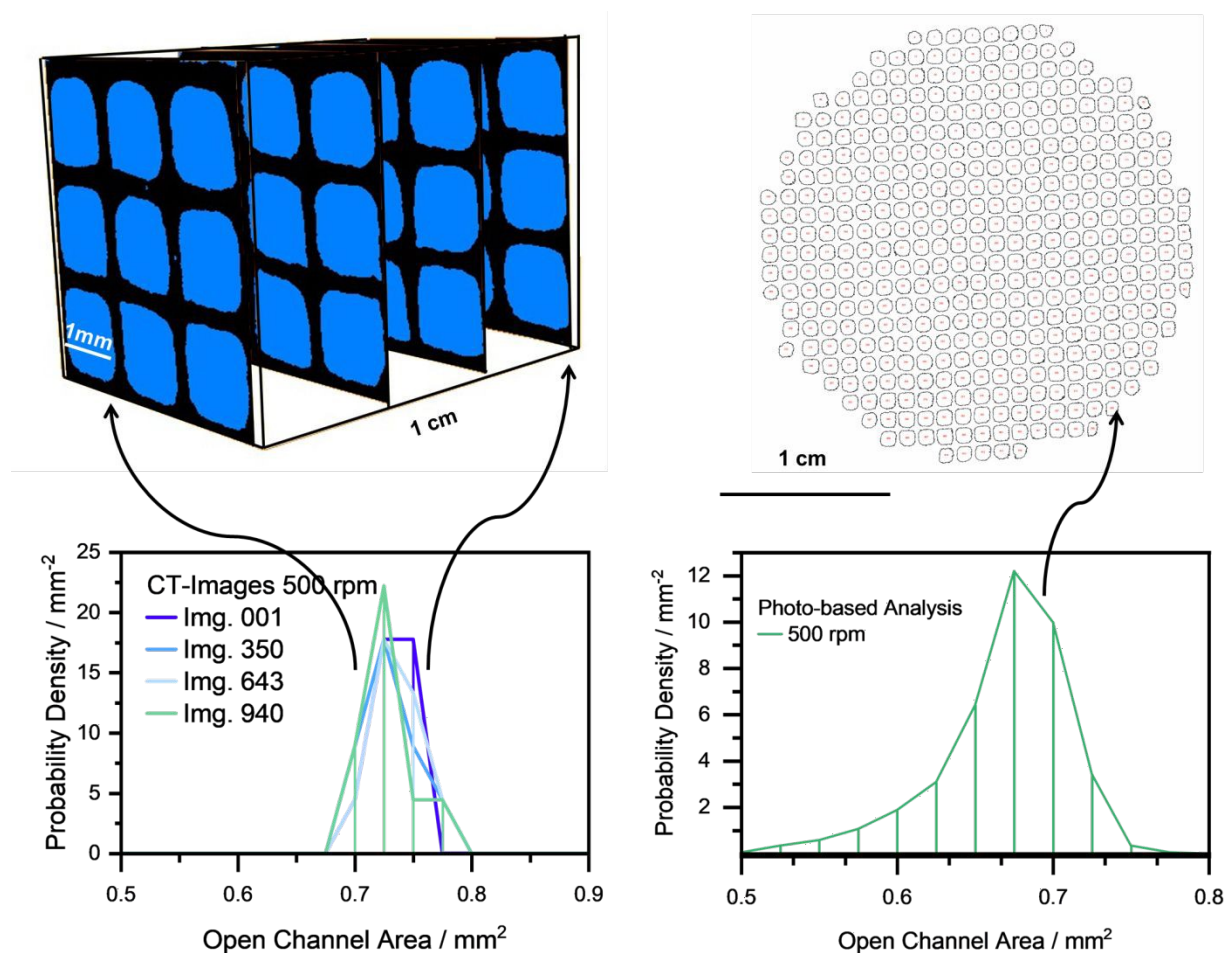 1mm
1 cm
1 cm
25
20
15
10
5
0
Probability Density / mm⁻²
CT-Images 500 rpm
Img. 001
Img. 350
Img. 643
Img. 940
0.5 0.6 0.7 0.8 0.9
Open Channel Area / mm²
12
10
8
6
4
2
Probability Density / mm⁻²
Photo-based Analysis
500 rpm
0.5 0.6 0.7 0.8
Open Channel Area / mm²